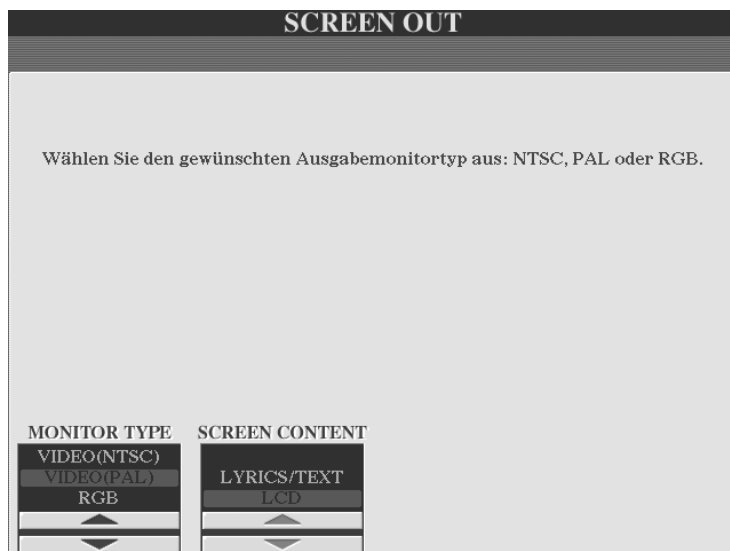 SCREEN OUT
Wählen Sie den gewünschten Ausgabemonitortyp aus: NTSC, PAL oder RGB.
MONITOR TYPE SCREEN CONTENT
VIDEO(NTSC)
VIDEO(PAL) LYRICS/TEXT
RGB LCD